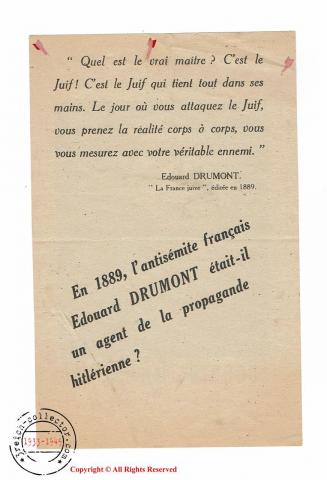 “ Quel est le vrai maître ? C'est le
Juif ! C'est le Juif qui tient tout dans ses
mains. Le jour où vous attaquez le Juif,
vous prenez la réalité corps à corps, vous
vous mesurez avec votre véritable ennemi. ”
Edouard DRUMONT.
“ La France juive ”, éditée en 1889.
En 1889, l'antisémite français
Edouard DRUMONT était-il
un agent de la propagande
hitlérienne ?
3reich-collector.com
1933-1945
Copyright © All Rights Reserved